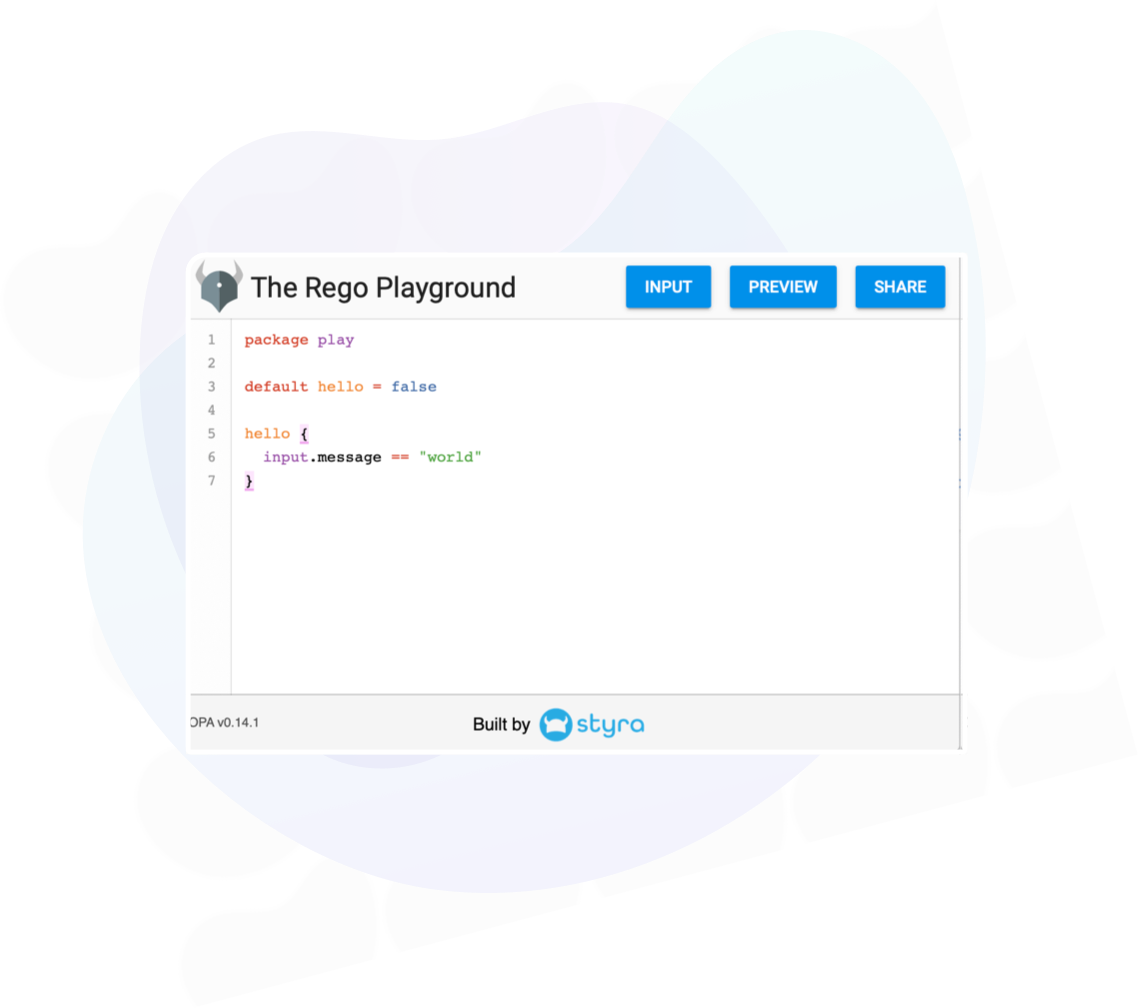 The Rego Playground
INPUT
PREVIEW
SHARE
1 package play
2
3 default hello = false
4
5 hello {
6   input.message == "world"
7 }
OPA v0.14.1
Built by styra